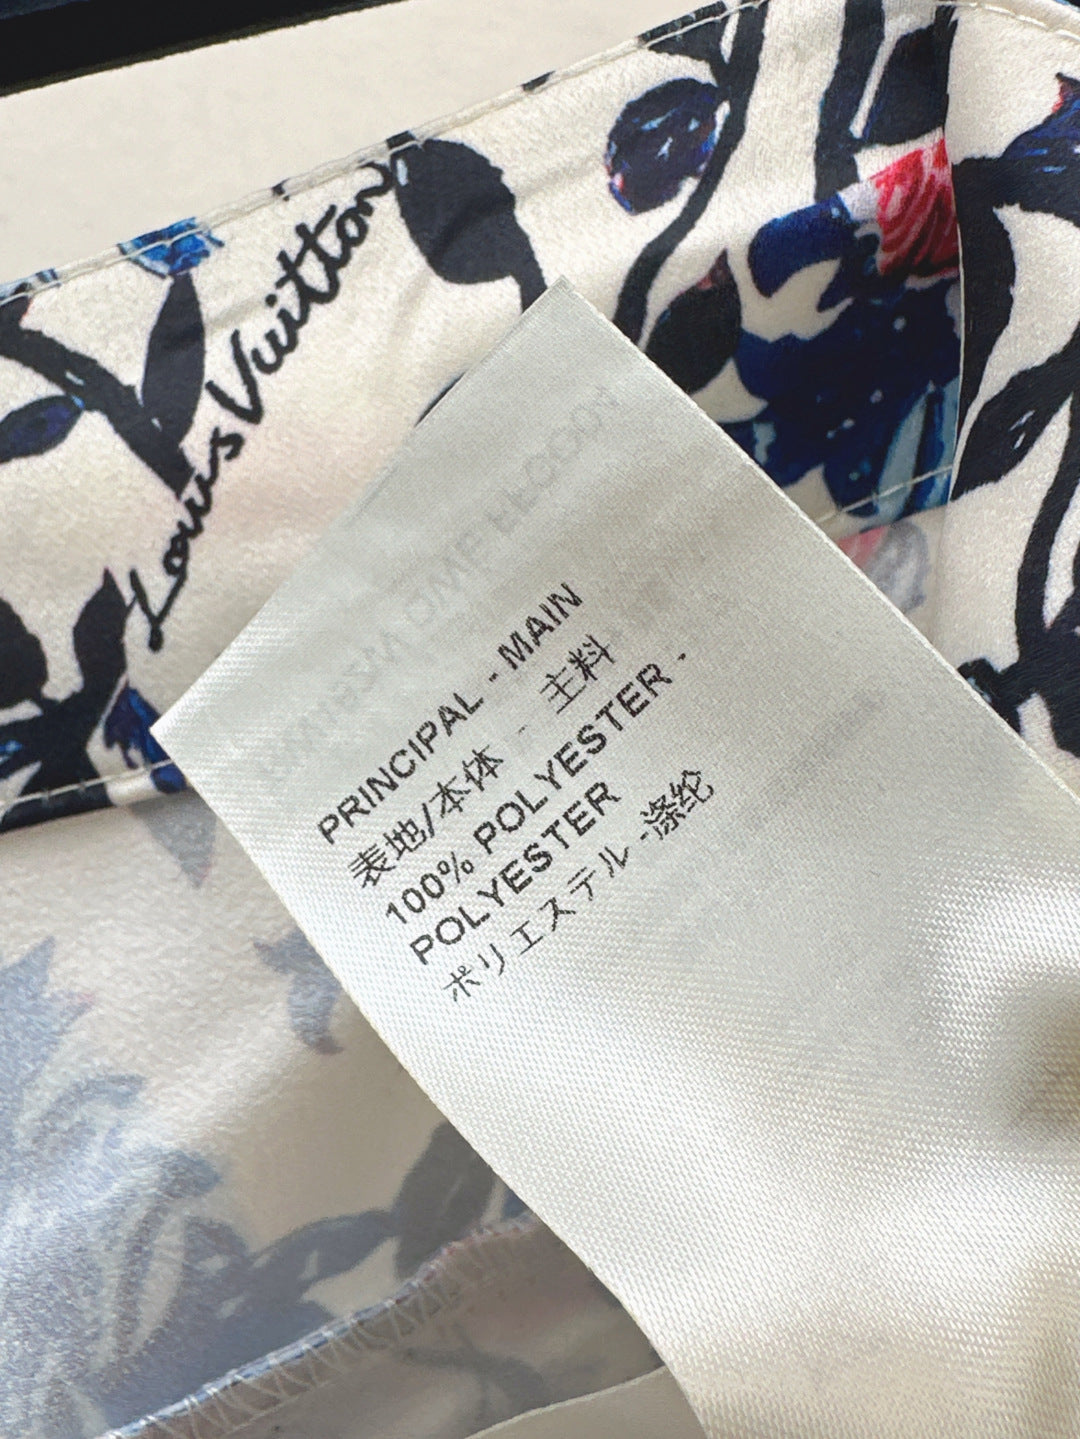 Louis Vuitton
PRINCIPAL - MAIN
表地/本体 - 主料
100% POLYESTER -
POLYESTER
ポリエステル -涤纶